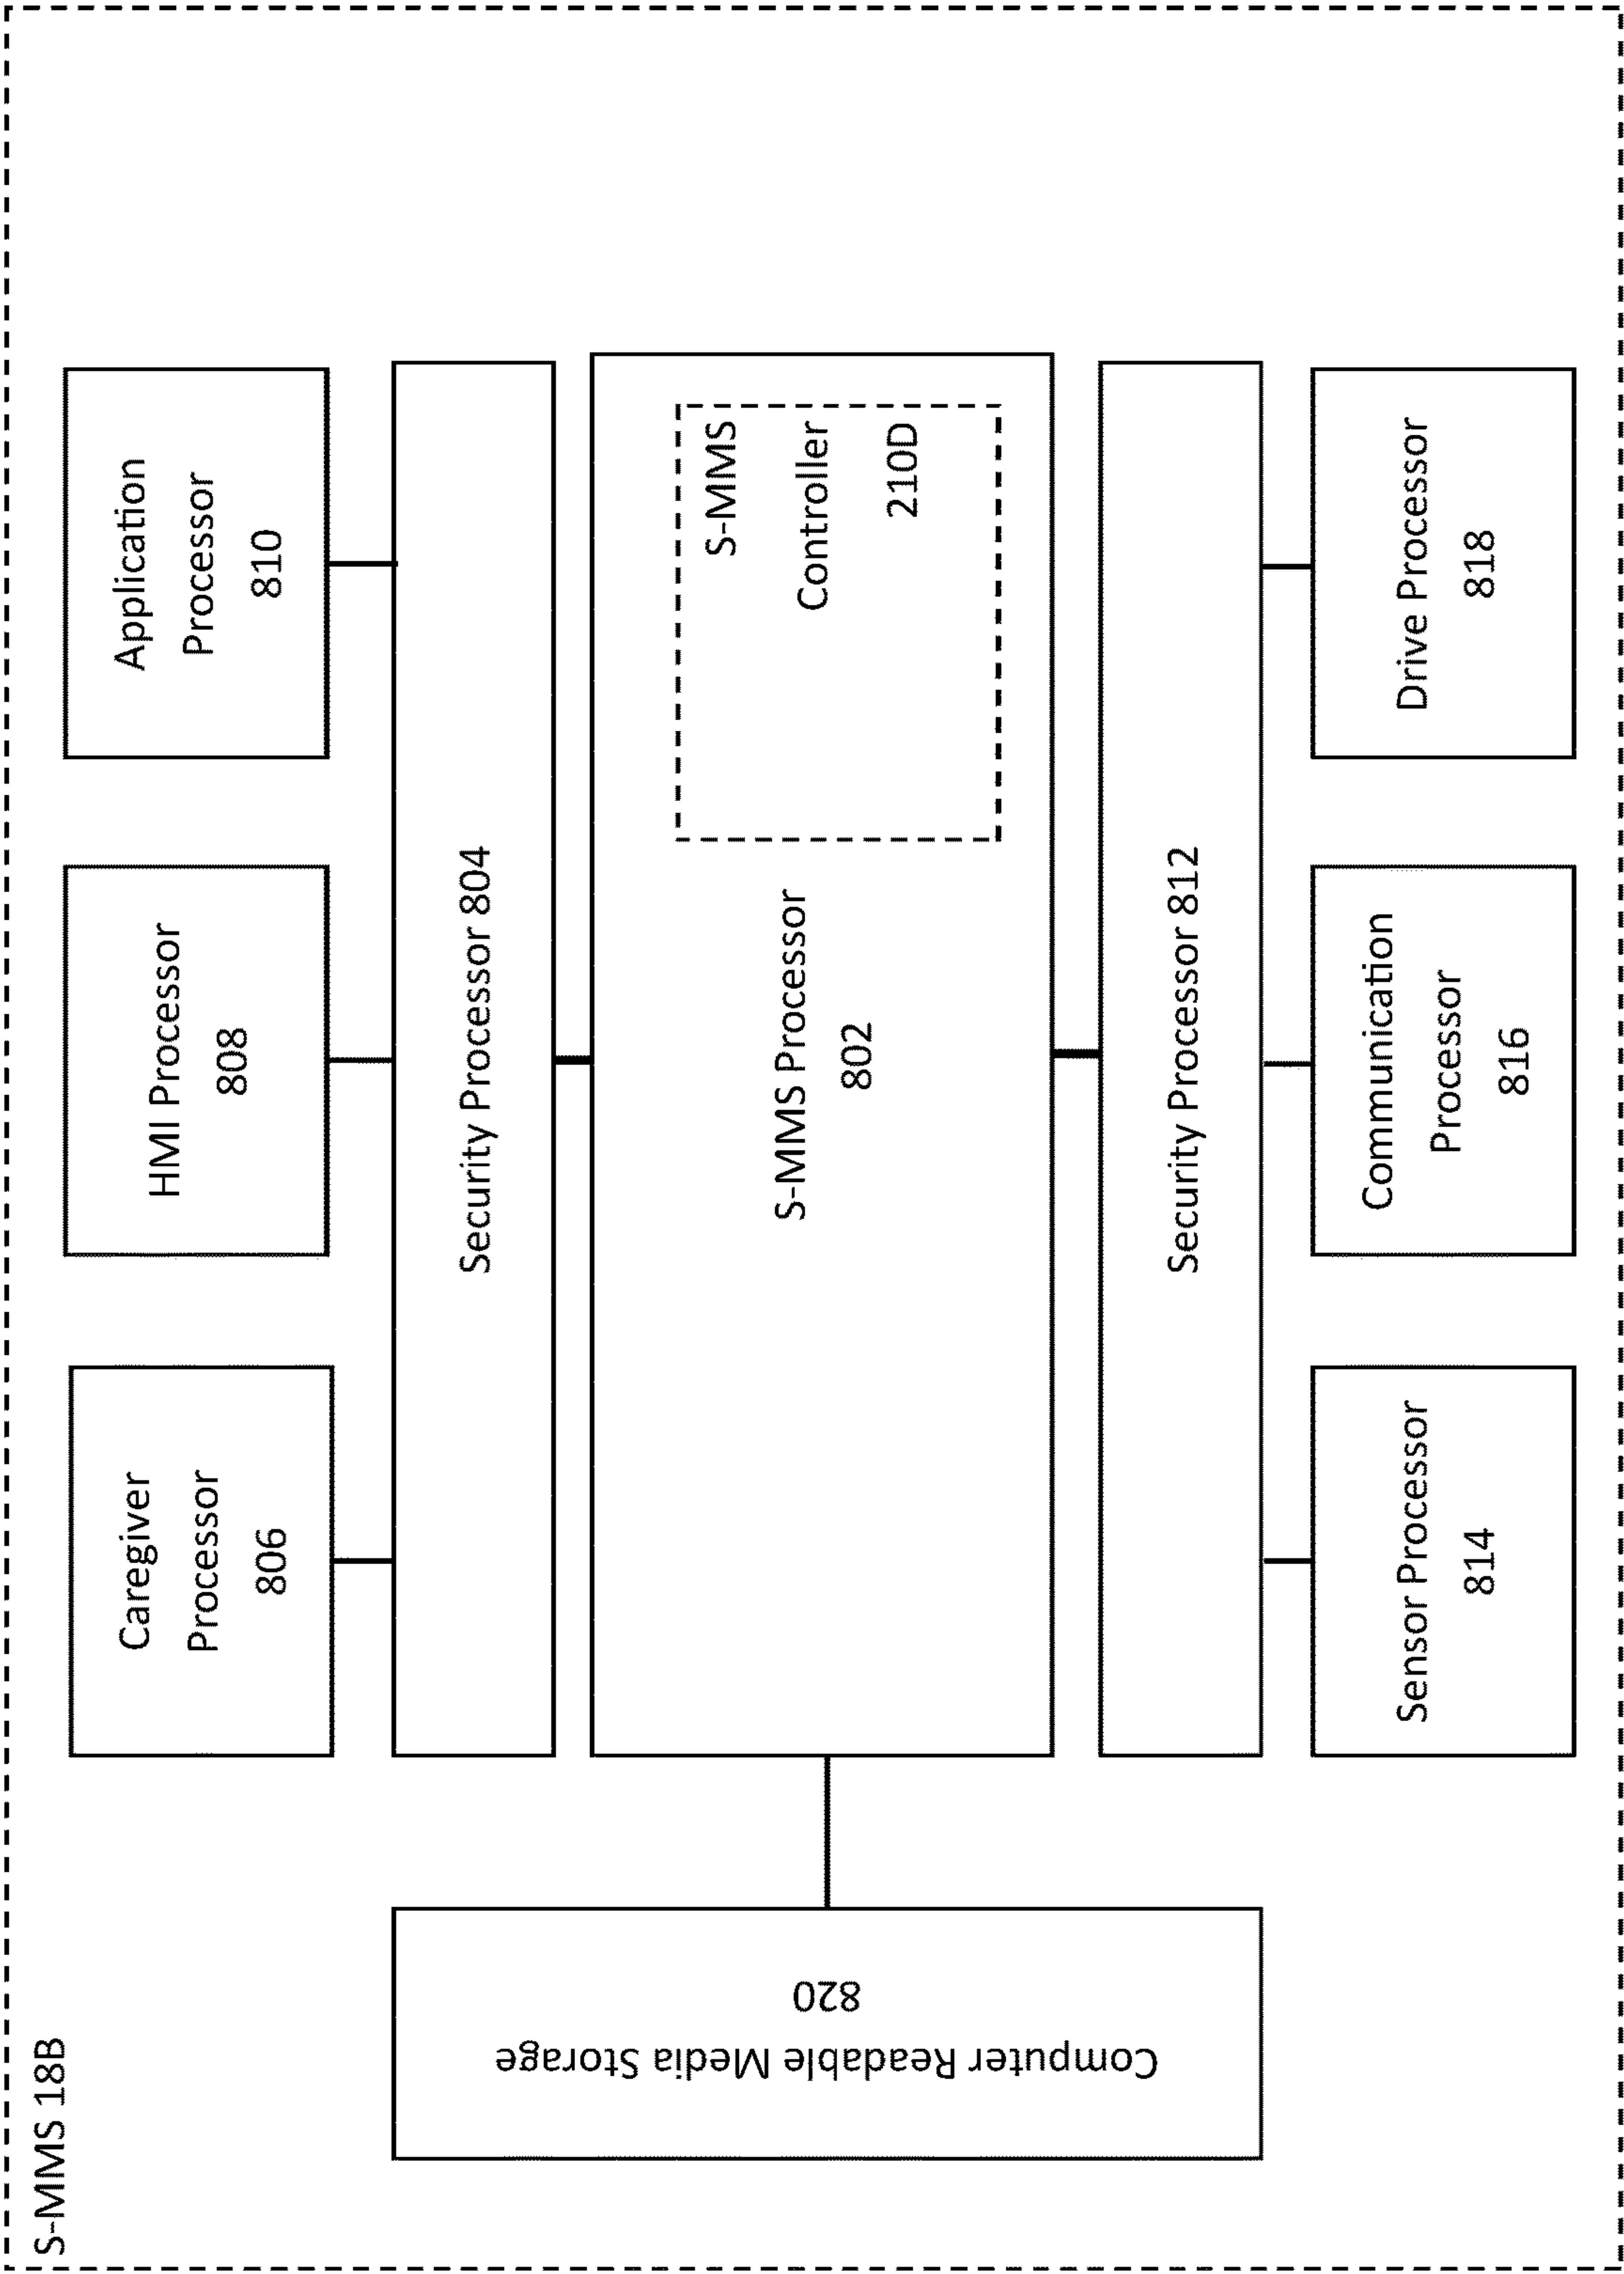 S-MMS 18B
Caregiver
Processor
806
HMI Processor
808
Application
Processor
810
Security Processor 804
Computer Readable Media Storage
820
S-MMS Processor
802
S-MMS
Controller
210D
Security Processor 812
Sensor Processor
814
Communication
Processor
816
Drive Processor
818